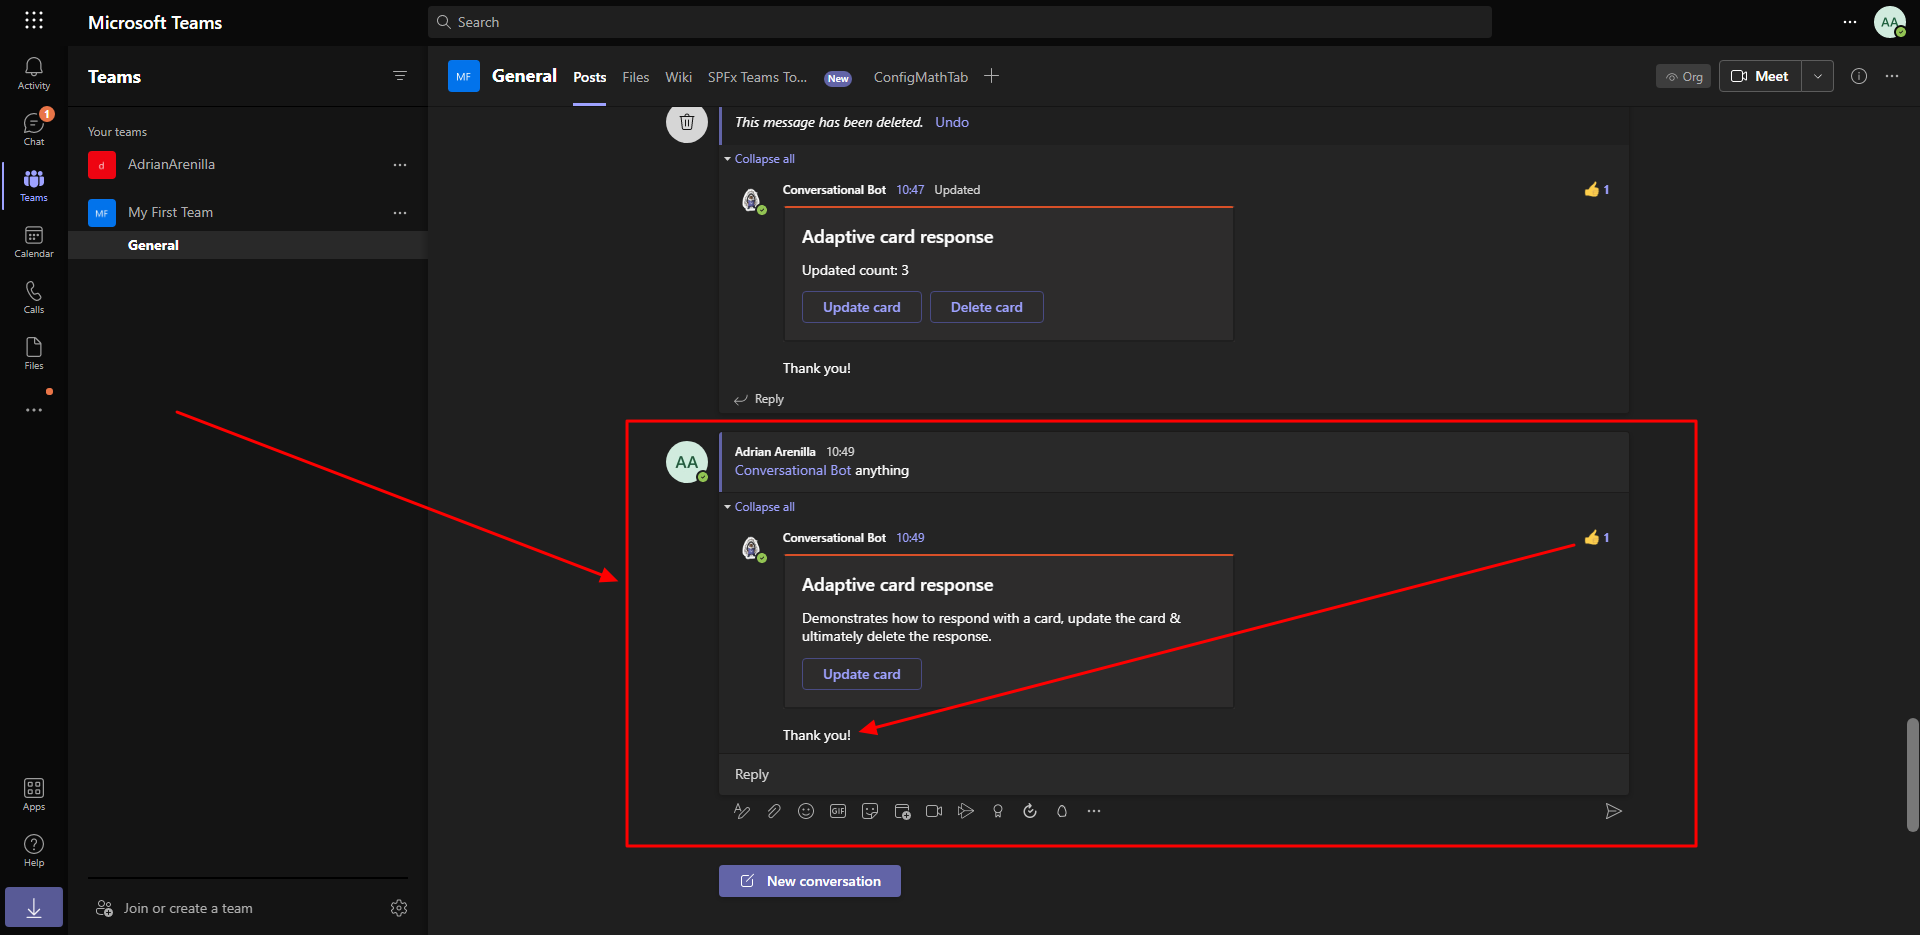 Microsoft Teams
Search
AA
Activity
1
Chat
Teams
Calendar
Calls
Files
Apps
Help
Teams
Your teams
d AdrianArenilla
MF My First Team
General
Join or create a team
MF General Posts Files Wiki SPFx Teams To... New ConfigMathTab
Org Meet
This message has been deleted. Undo
Collapse all
Conversational Bot 10:47 Updated
1
Adaptive card response
Updated count: 3
Update card Delete card
Thank you!
Reply
AA
Adrian Arenilla 10:49
Conversational Bot anything
Collapse all
Conversational Bot 10:49
1
Adaptive card response
Demonstrates how to respond with a card, update the card &
ultimately delete the response.
Update card
Thank you!
Reply
GIF
New conversation